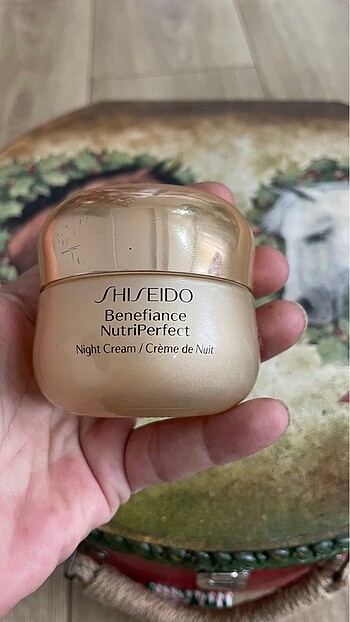 SHISEIDO
Benefiance
NutriPerfect
Night Cream / Crème de Nuit